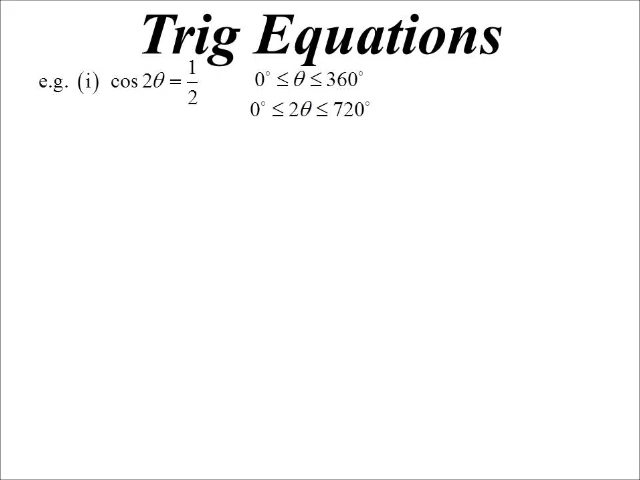 Trig Equations
e.g. (i) cos 2θ = 1/2 0° ≤ θ ≤ 360°
0° ≤ 2θ ≤ 720°